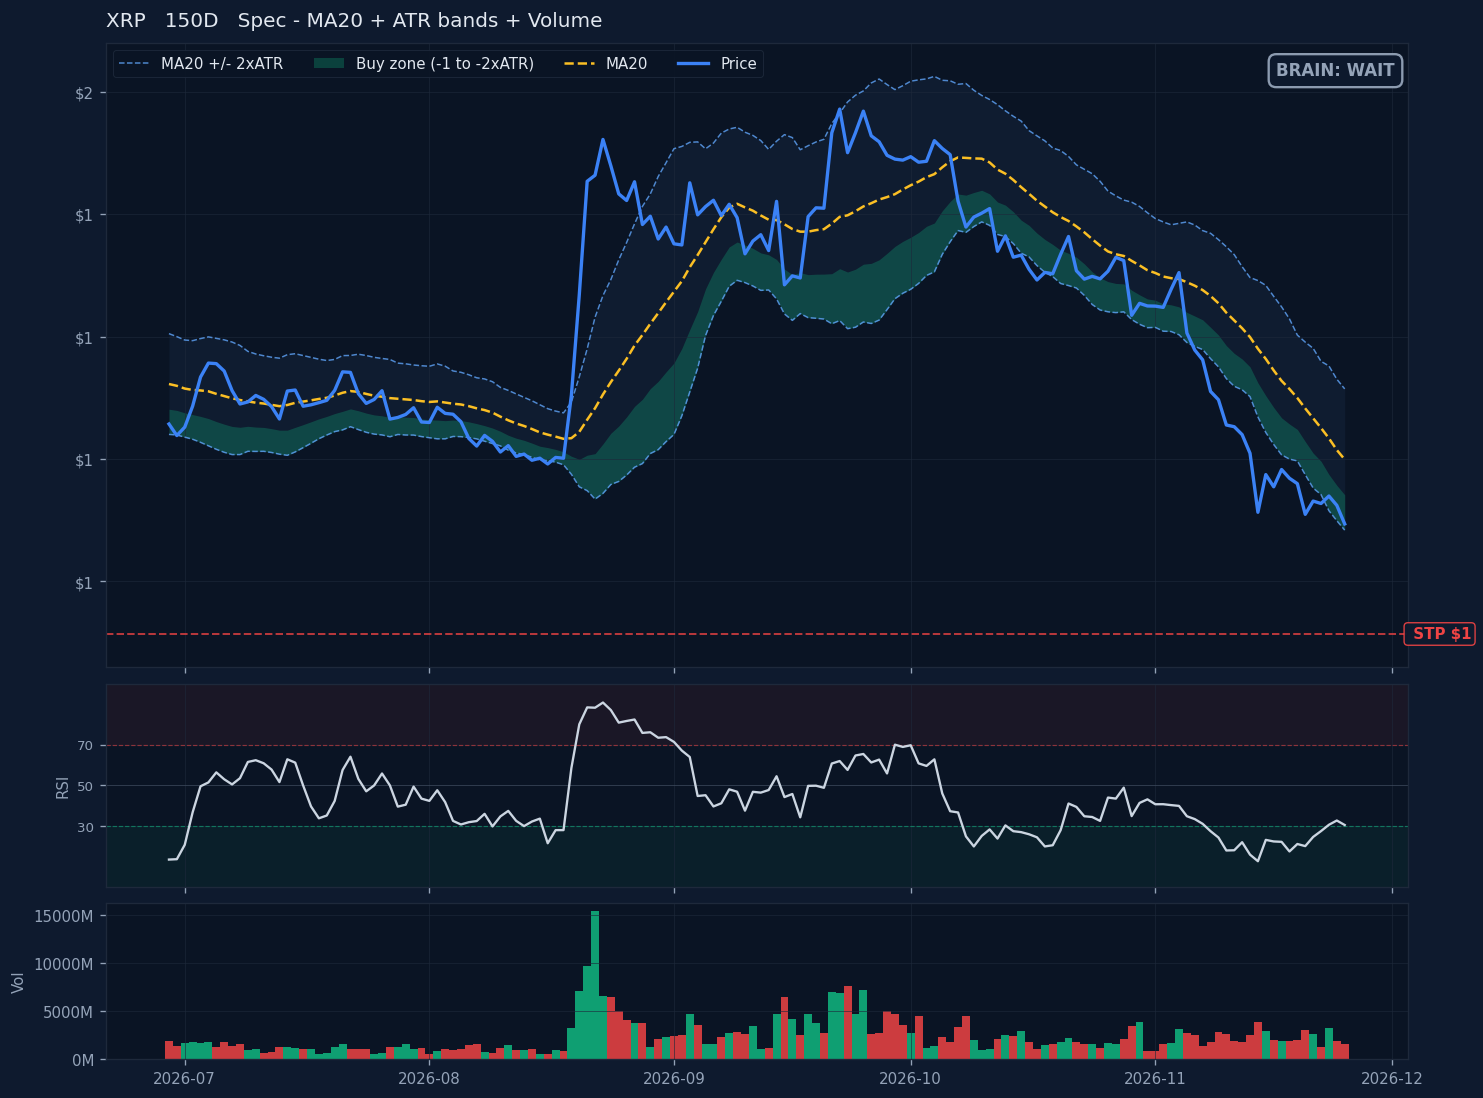 XRP   150D   Spec - MA20 + ATR bands + Volume
MA20 +/- 2xATR
Buy zone (-1 to -2xATR)
MA20
Price
BRAIN: WAIT
$2
$1
$1
$1
$1
STP $1
RSI
70
50
30
Vol
15000M
10000M
5000M
0M
2026-07
2026-08
2026-09
2026-10
2026-11
2026-12